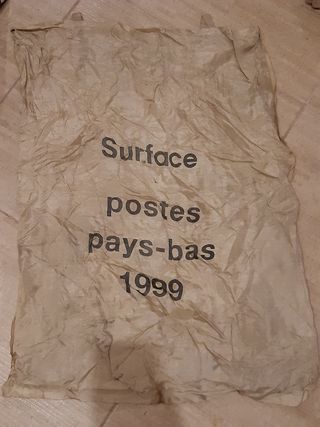 Surface
postes
pays-bas
1999